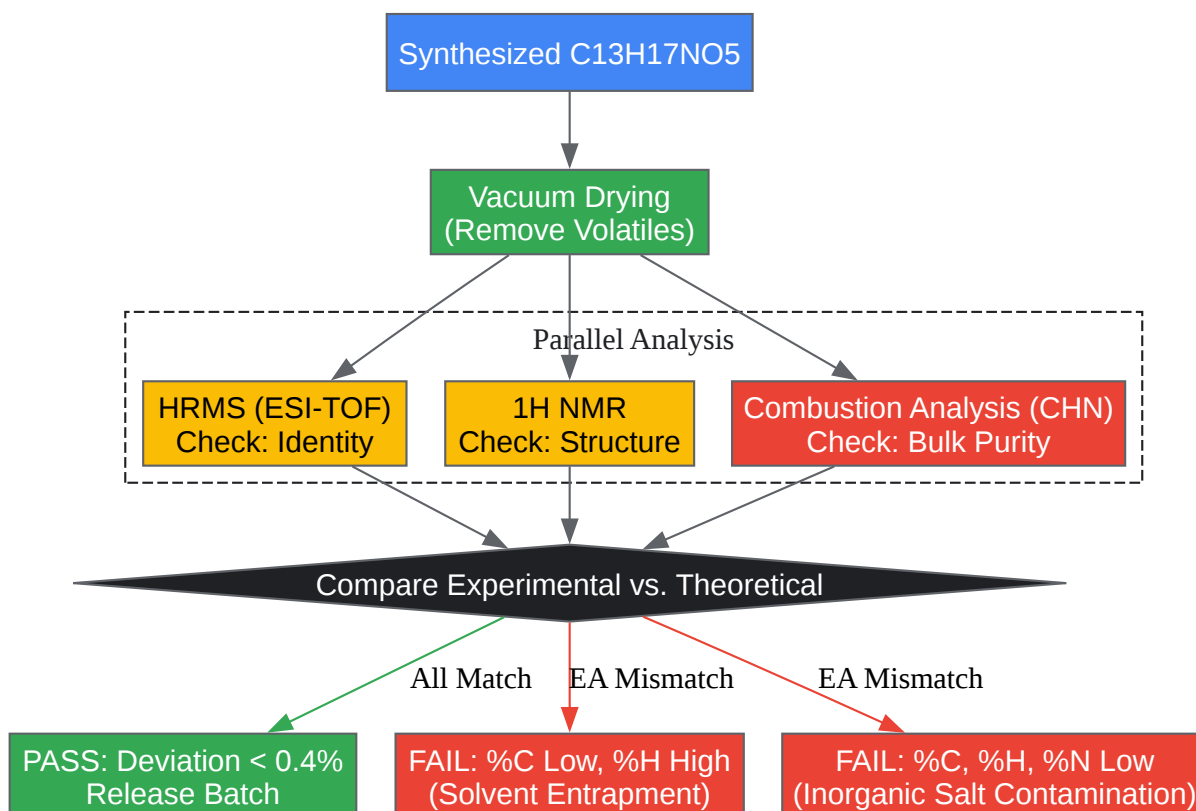 Synthesized C13H17NO5
Vacuum Drying
(Remove Volatiles)
Parallel Analysis
HRMS (ESI-TOF)
Check: Identity
1H NMR
Check: Structure
Combustion Analysis (CHN)
Check: Bulk Purity
Compare Experimental vs. Theoretical
All Match
EA Mismatch
EA Mismatch
PASS: Deviation < 0.4%
Release Batch
FAIL: %C Low, %H High
(Solvent Entrapment)
FAIL: %C, %H, %N Low
(Inorganic Salt Contamination)